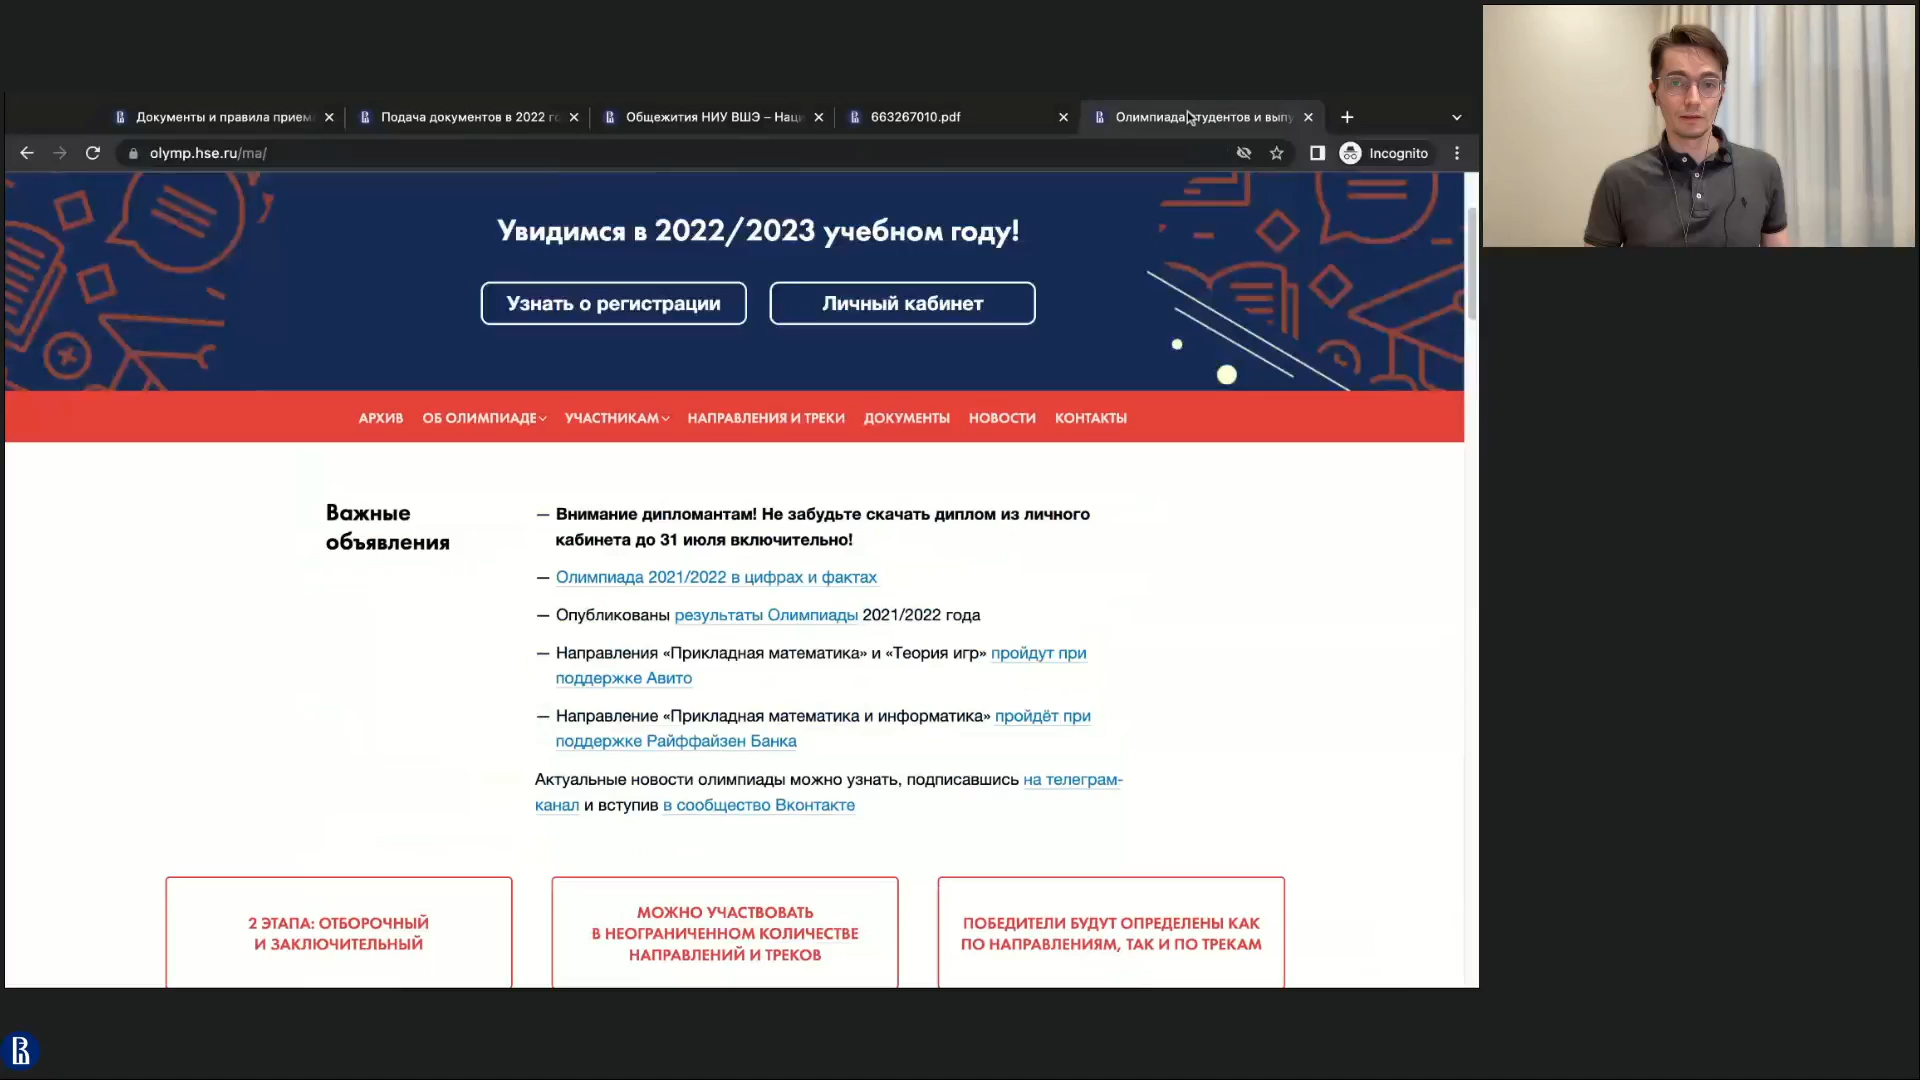 Документы и правила прием
Подача документов в 2022 го
Общежития НИУ ВШЭ – Наци
663267010.pdf
Олимпиада студентов и выпу
olymp.hse.ru/ma/
Incognito
Увидимся в 2022/2023 учебном году!
Узнать о регистрации
Личный кабинет
АРХИВ
ОБ ОЛИМПИАДЕ
УЧАСТНИКАМ
НАПРАВЛЕНИЯ И ТРЕКИ
ДОКУМЕНТЫ
НОВОСТИ
КОНТАКТЫ
Важные
объявления
— Внимание дипломантам! Не забудьте скачать диплом из личного
кабинета до 31 июля включительно!
— Олимпиада 2021/2022 в цифрах и фактах
— Опубликованы результаты Олимпиады 2021/2022 года
— Направления «Прикладная математика» и «Теория игр» пройдут при
поддержке Авито
— Направление «Прикладная математика и информатика» пройдёт при
поддержке Райффайзен Банка
Актуальные новости олимпиады можно узнать, подписавшись на телеграм-
канал и вступив в сообщество Вконтакте
2 ЭТАПА: ОТБОРОЧНЫЙ
И ЗАКЛЮЧИТЕЛЬНЫЙ
МОЖНО УЧАСТВОВАТЬ
В НЕОГРАНИЧЕННОМ КОЛИЧЕСТВЕ
НАПРАВЛЕНИЙ И ТРЕКОВ
ПОБЕДИТЕЛИ БУДУТ ОПРЕДЕЛЕНЫ КАК
ПО НАПРАВЛЕНИЯМ, ТАК И ПО ТРЕКАМ